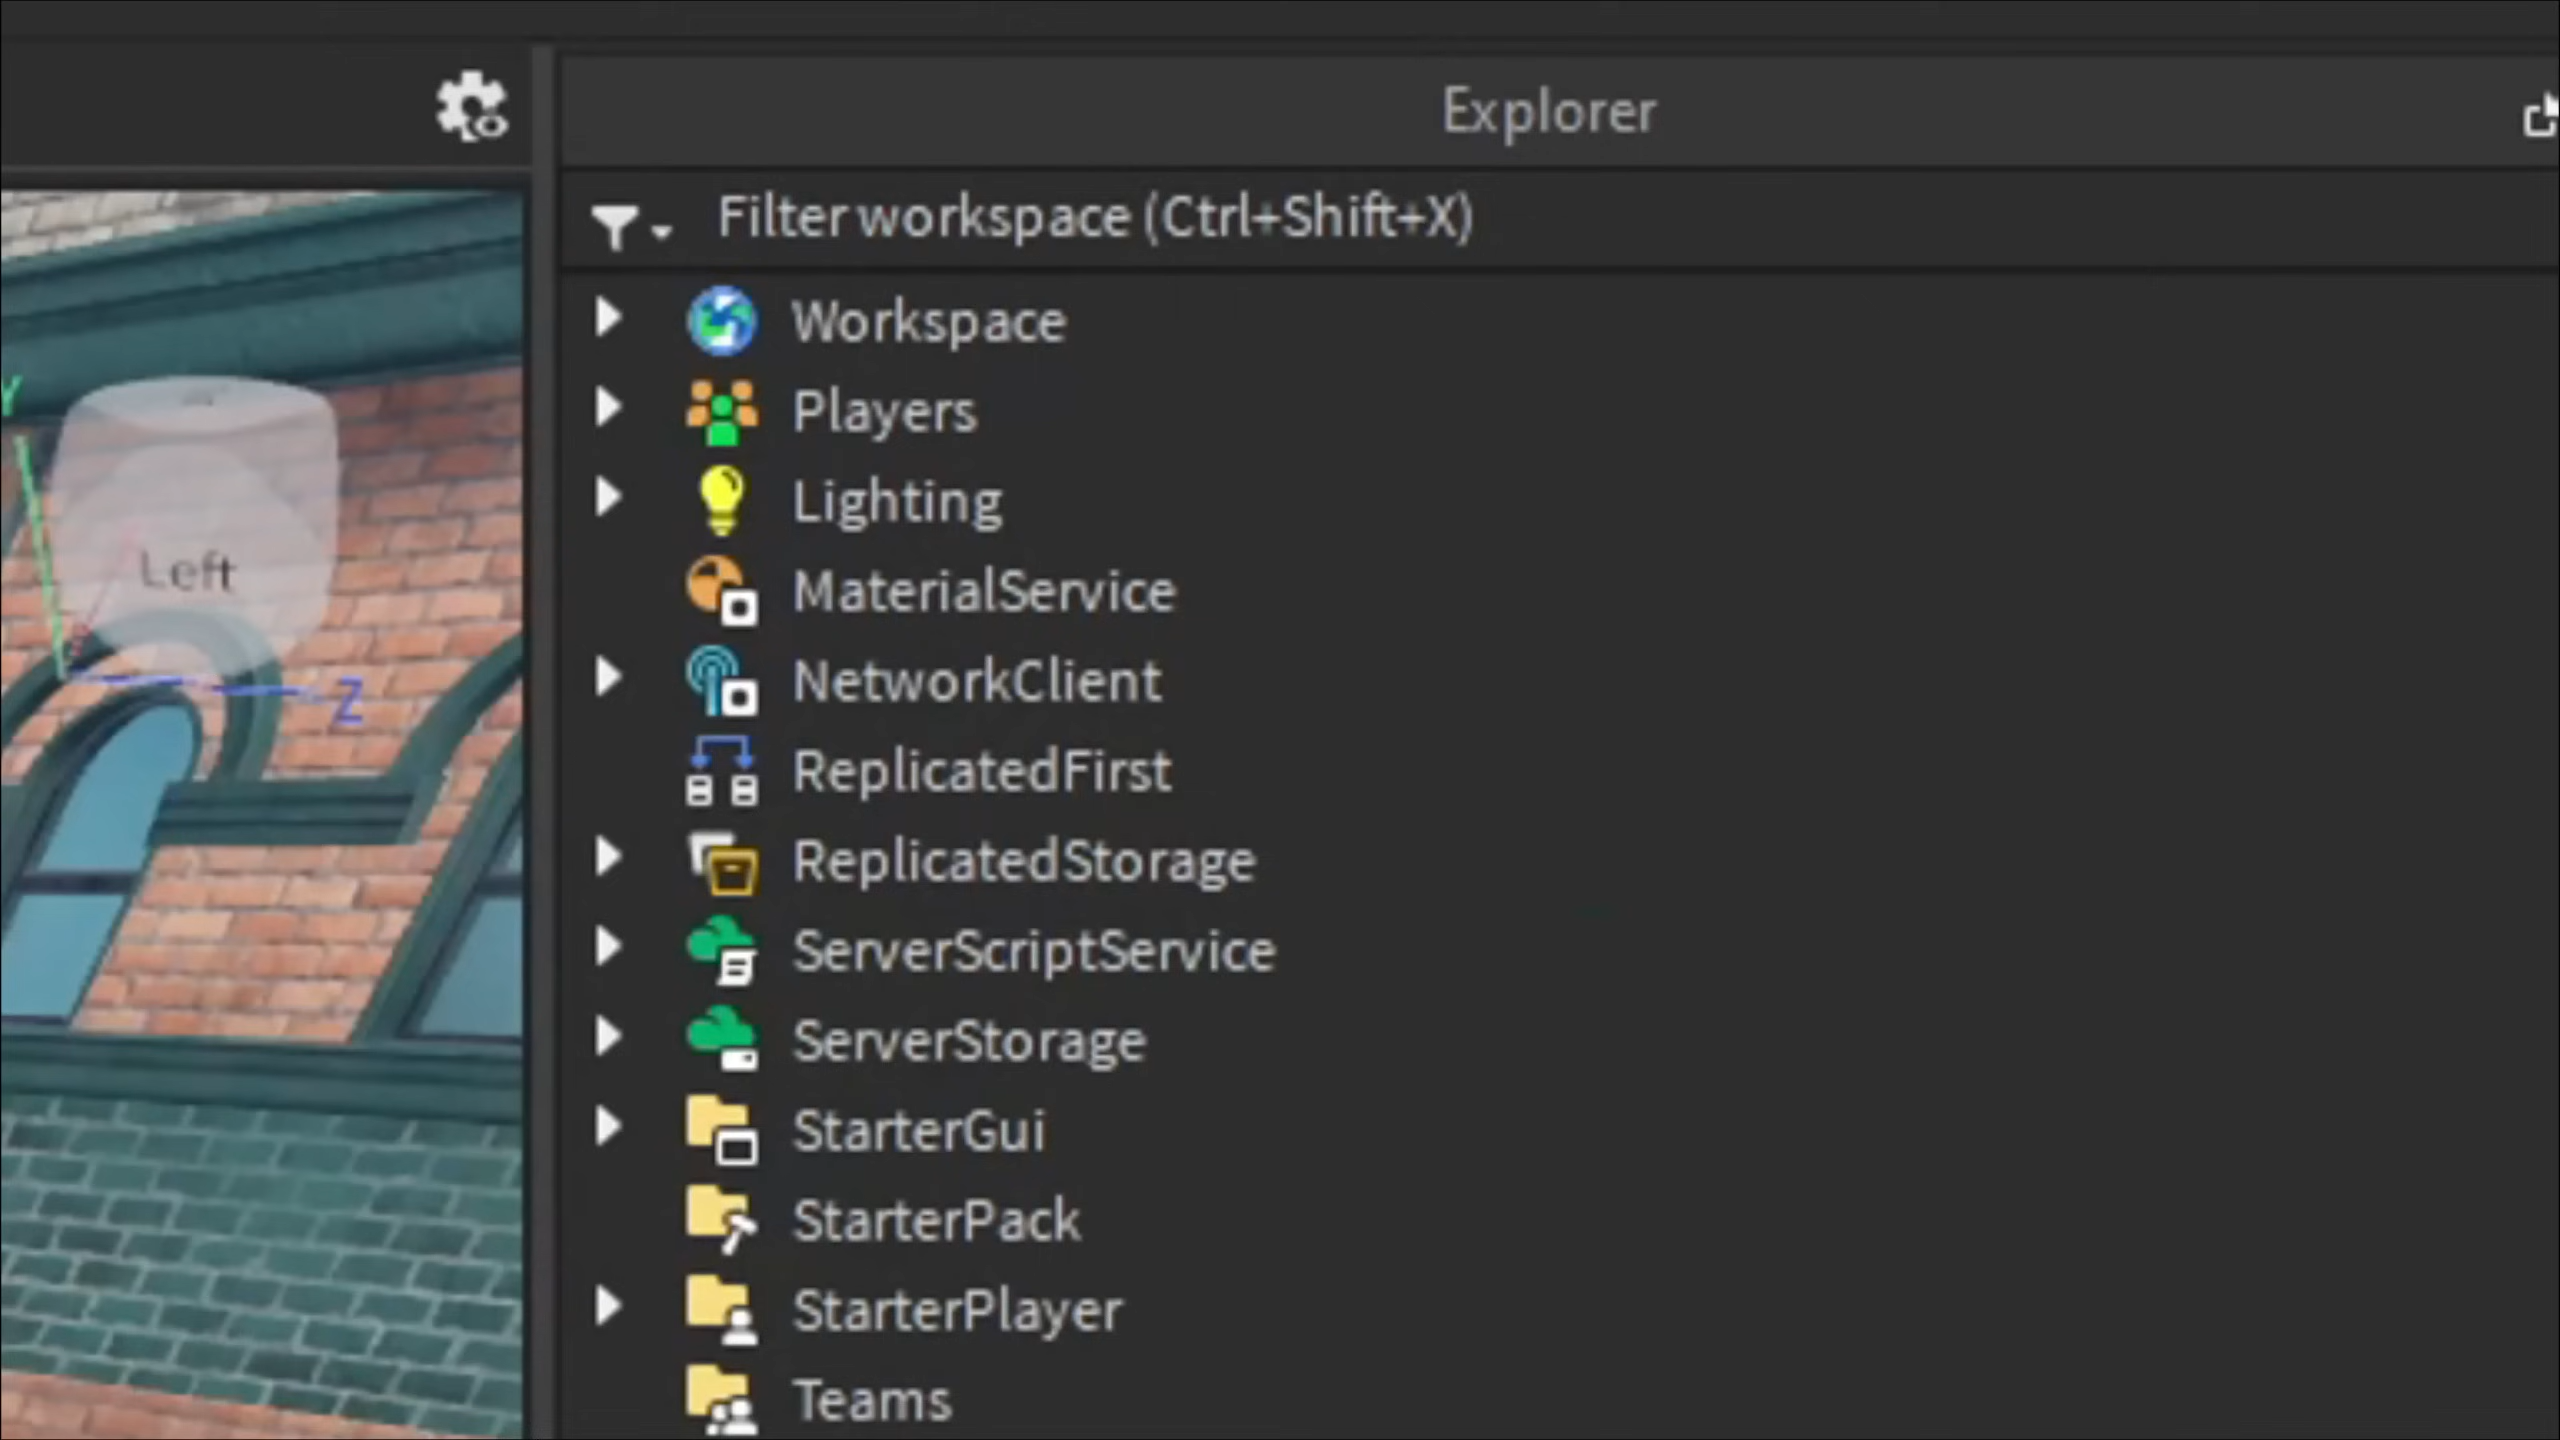 Explorer
Filter workspace (Ctrl+Shift+X)
Workspace
Players
Lighting
MaterialService
NetworkClient
ReplicatedFirst
ReplicatedStorage
ServerScriptService
ServerStorage
StarterGui
StarterPack
StarterPlayer
Teams
Y
Left
Z